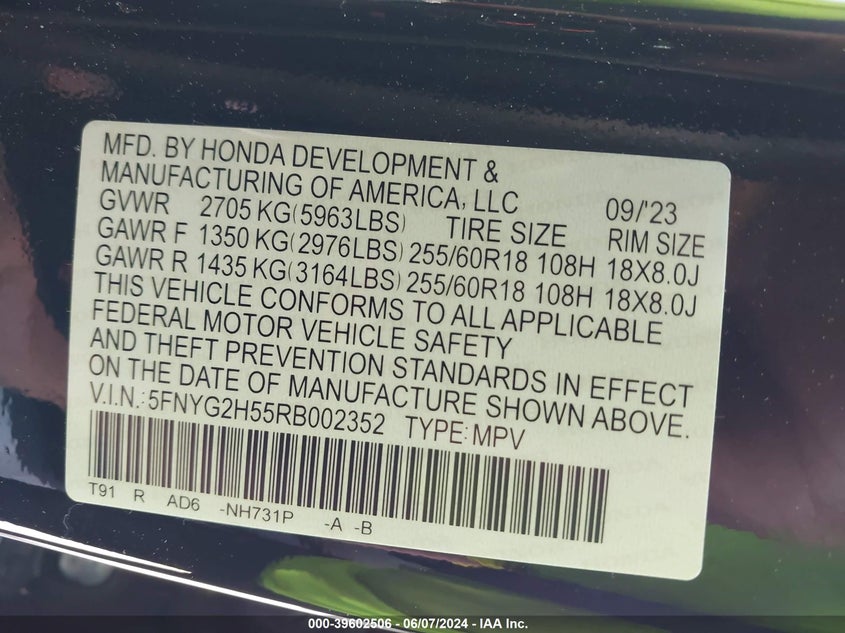 MFD. BY HONDA DEVELOPMENT &
MANUFACTURING OF AMERICA, LLC 09/'23
GVWR 2705 KG(5963LBS) TIRE SIZE RIM SIZE
GAWR F 1350 KG(2976LBS) 255/60R18 108H 18X8.0J
GAWR R 1435 KG(3164LBS) 255/60R18 108H 18X8.0J
THIS VEHICLE CONFORMS TO ALL APPLICABLE
FEDERAL MOTOR VEHICLE SAFETY
AND THEFT PREVENTION STANDARDS IN EFFECT
ON THE DATE OF MANUFACTURE SHOWN ABOVE.
V.I.N.:5FNYG2H55RB002352 TYPE:MPV
T91 R AD6 -NH731P -A -B
000-39602506 - 06/07/2024 - IAA Inc.